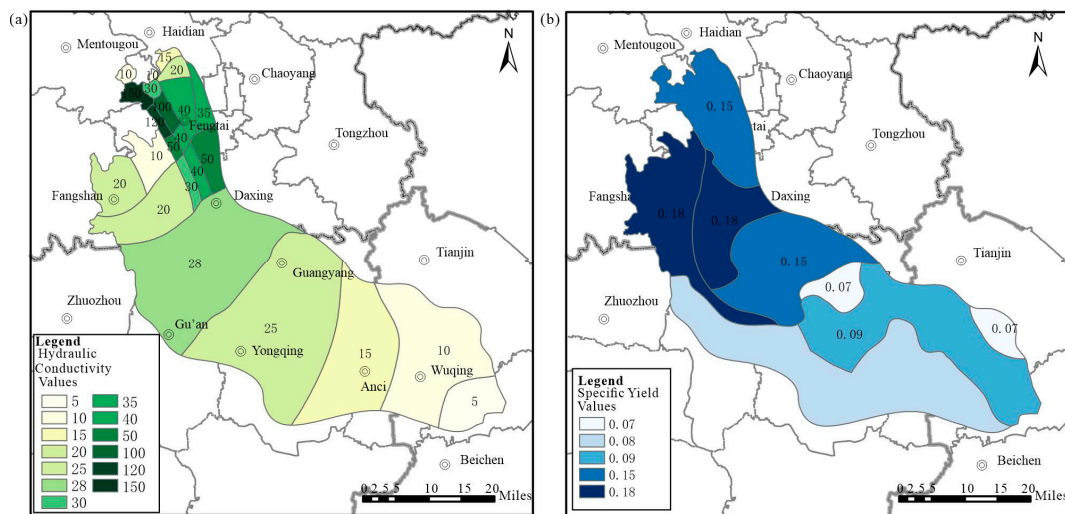 (a)
Haidian
Mentougou
N
15
20
10
10
30
Chaoyang
150
100
40
35
120
Fengtai
40
50
10
50
Tongzhou
40
20
30
Fangshan
20
Daxing
28
Guangyang
Tianjin
Zhuozhou
Gu'an
25
Yongqing
15
10
Anci
Wuqing
5
Beichen
Legend
Hydraulic
Conductivity
Values
5
10
15
20
25
28
30
35
40
50
100
120
150
0 2.5 5 10 15 20
Miles
(b)
Haidian
Mentougou
N
Chaoyang
0.15
tai
Tongzhou
Fangsha
0.18
0.18
Daxing
0.15
Tianjin
0.07
Zhuozhou
0.09
0.07
Beichen
Legend
Specific Yield
Values
0.07
0.08
0.09
0.15
0.18
0 2.5 5 10 15 20
Miles